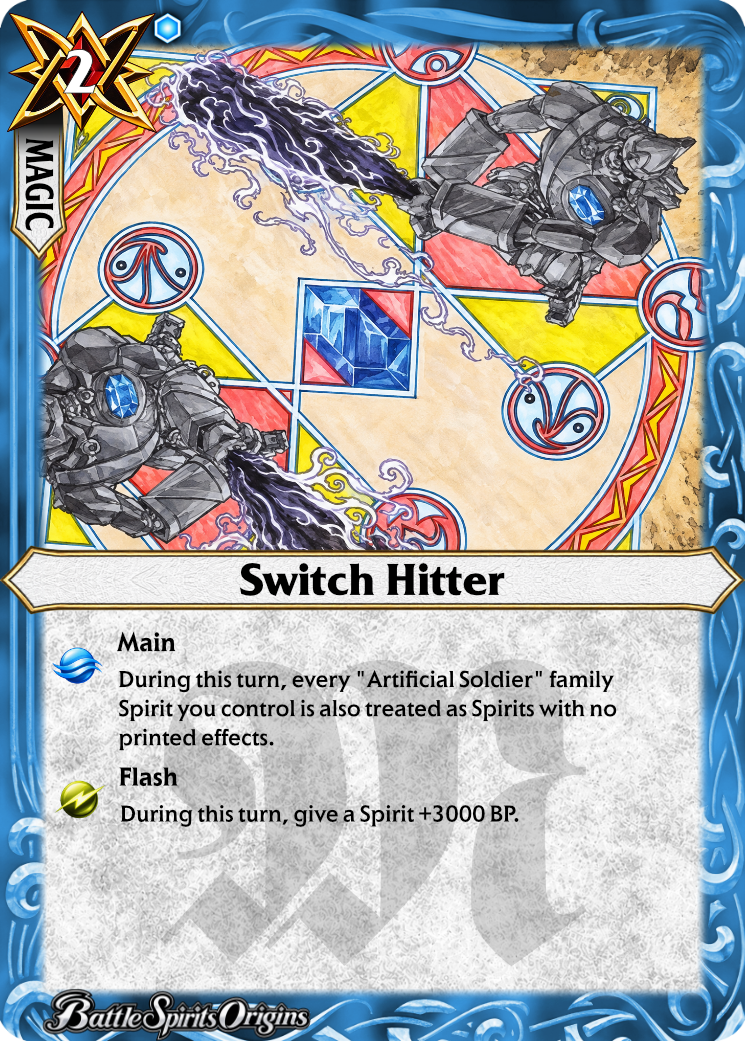 2
MAGIC
Switch Hitter
Main
During this turn, every "Artificial Soldier" family
Spirit you control is also treated as Spirits with no
printed effects.
Flash
During this turn, give a Spirit +3000 BP.
Battle Spirits Origins